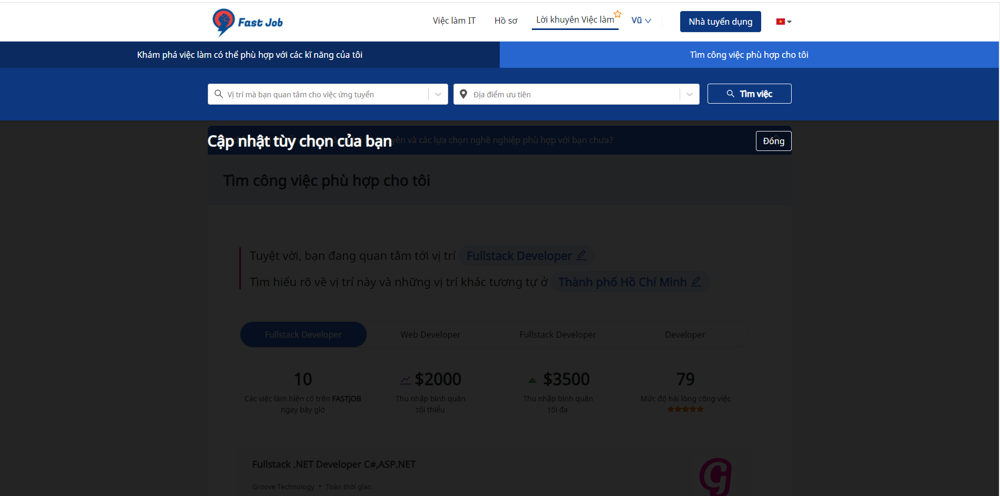 Fast Job
Việc làm IT
Hồ sơ
Lời khuyên Việc làm
Vũ
Nhà tuyển dụng
Khám phá việc làm có thể phù hợp với các kĩ năng của tôi
Tìm công việc phù hợp cho tôi
Vị trí mà bạn quan tâm cho việc ứng tuyển
Địa điểm ưu tiên
Tìm việc
Cập nhật tùy chọn của bạn
yên và các lựa chọn nghề nghiệp phù hợp với bạn chưa?
Đóng
Tìm công việc phù hợp cho tôi
Tuyệt vời, bạn đang quan tâm tới vị trí Fullstack Developer
Tìm hiểu rõ về vị trí này và những vị trí khác tương tự ở Thành phố Hồ Chí Minh
Fullstack Developer
Web Developer
Fullstack Developer
Developer
10
Các việc làm hiện có trên FASTJOB
ngay bây giờ
$2000
Thu nhập bình quân
tối thiểu
$3500
Thu nhập bình quân
tối đa
79
Mức độ hài lòng công việc
Fullstack .NET Developer C#,ASP.NET
Groove Technology • Toàn thời gian